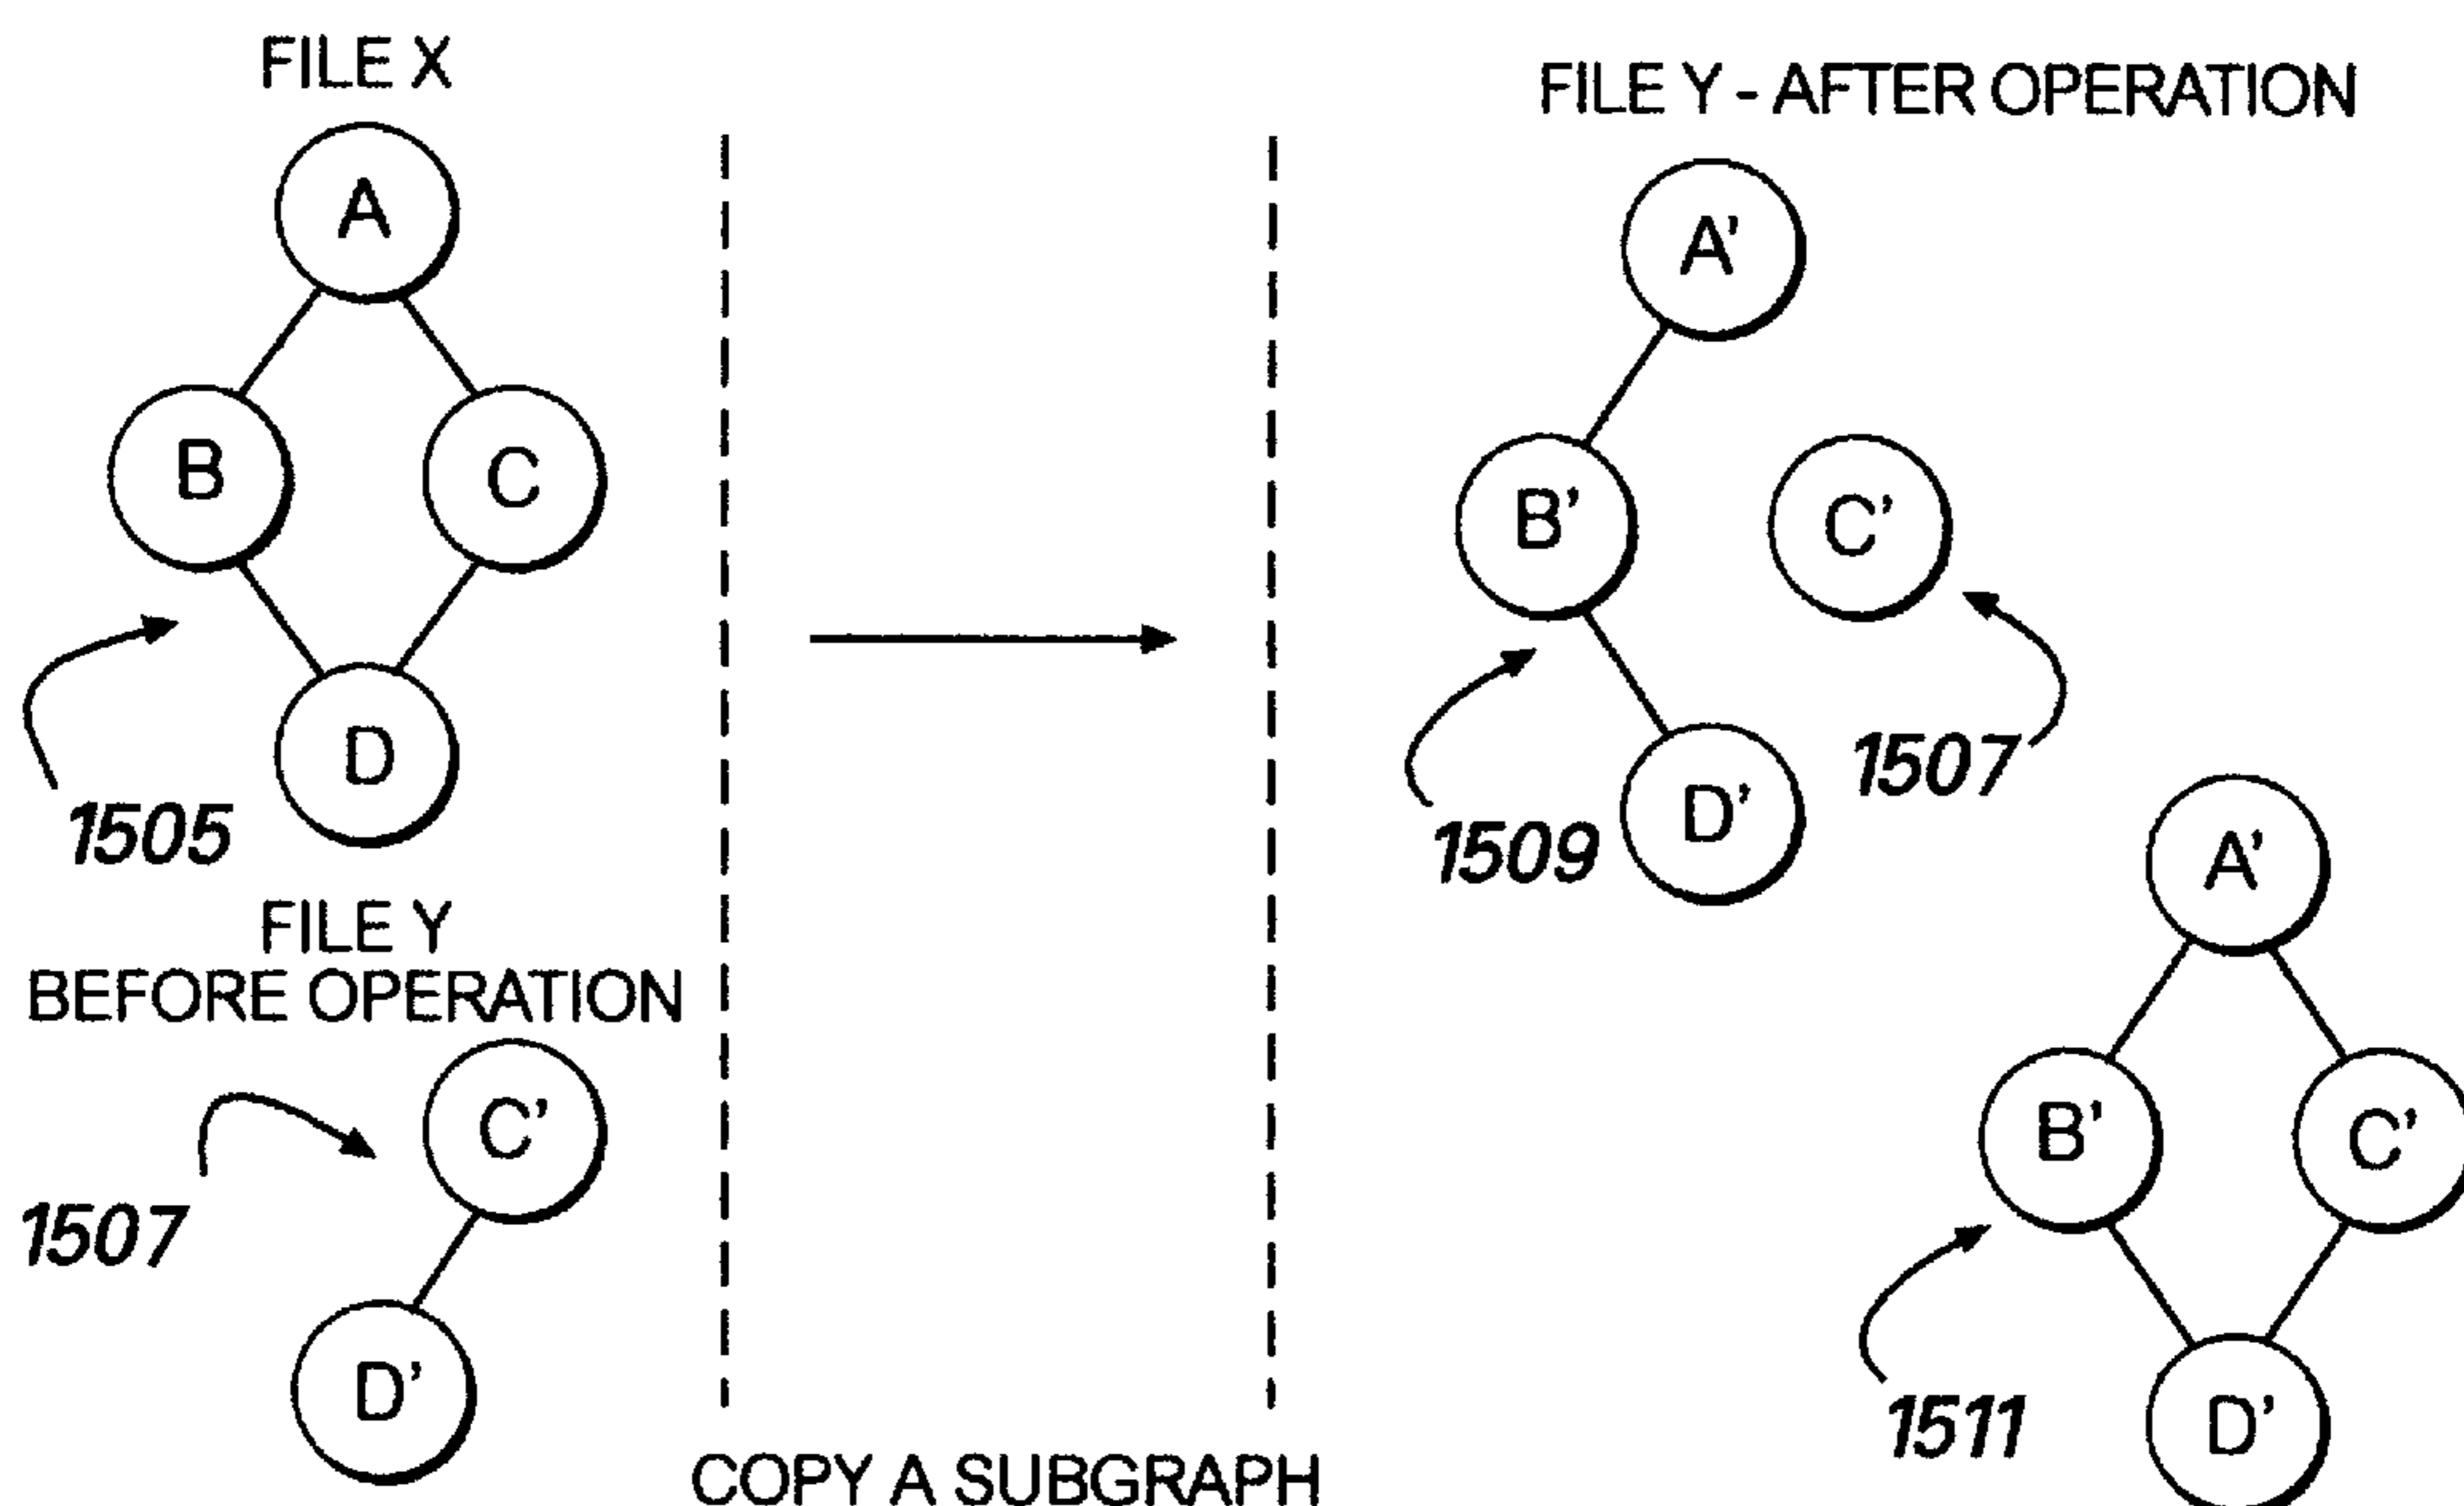 FILE X
A
B
C
D
1505
FILE Y
BEFORE OPERATION
C'
1507
D'
COPY A SUBGRAPH
FILE Y - AFTER OPERATION
A'
B'
C'
1507
1509
D'
A'
B'
C'
1511
D'